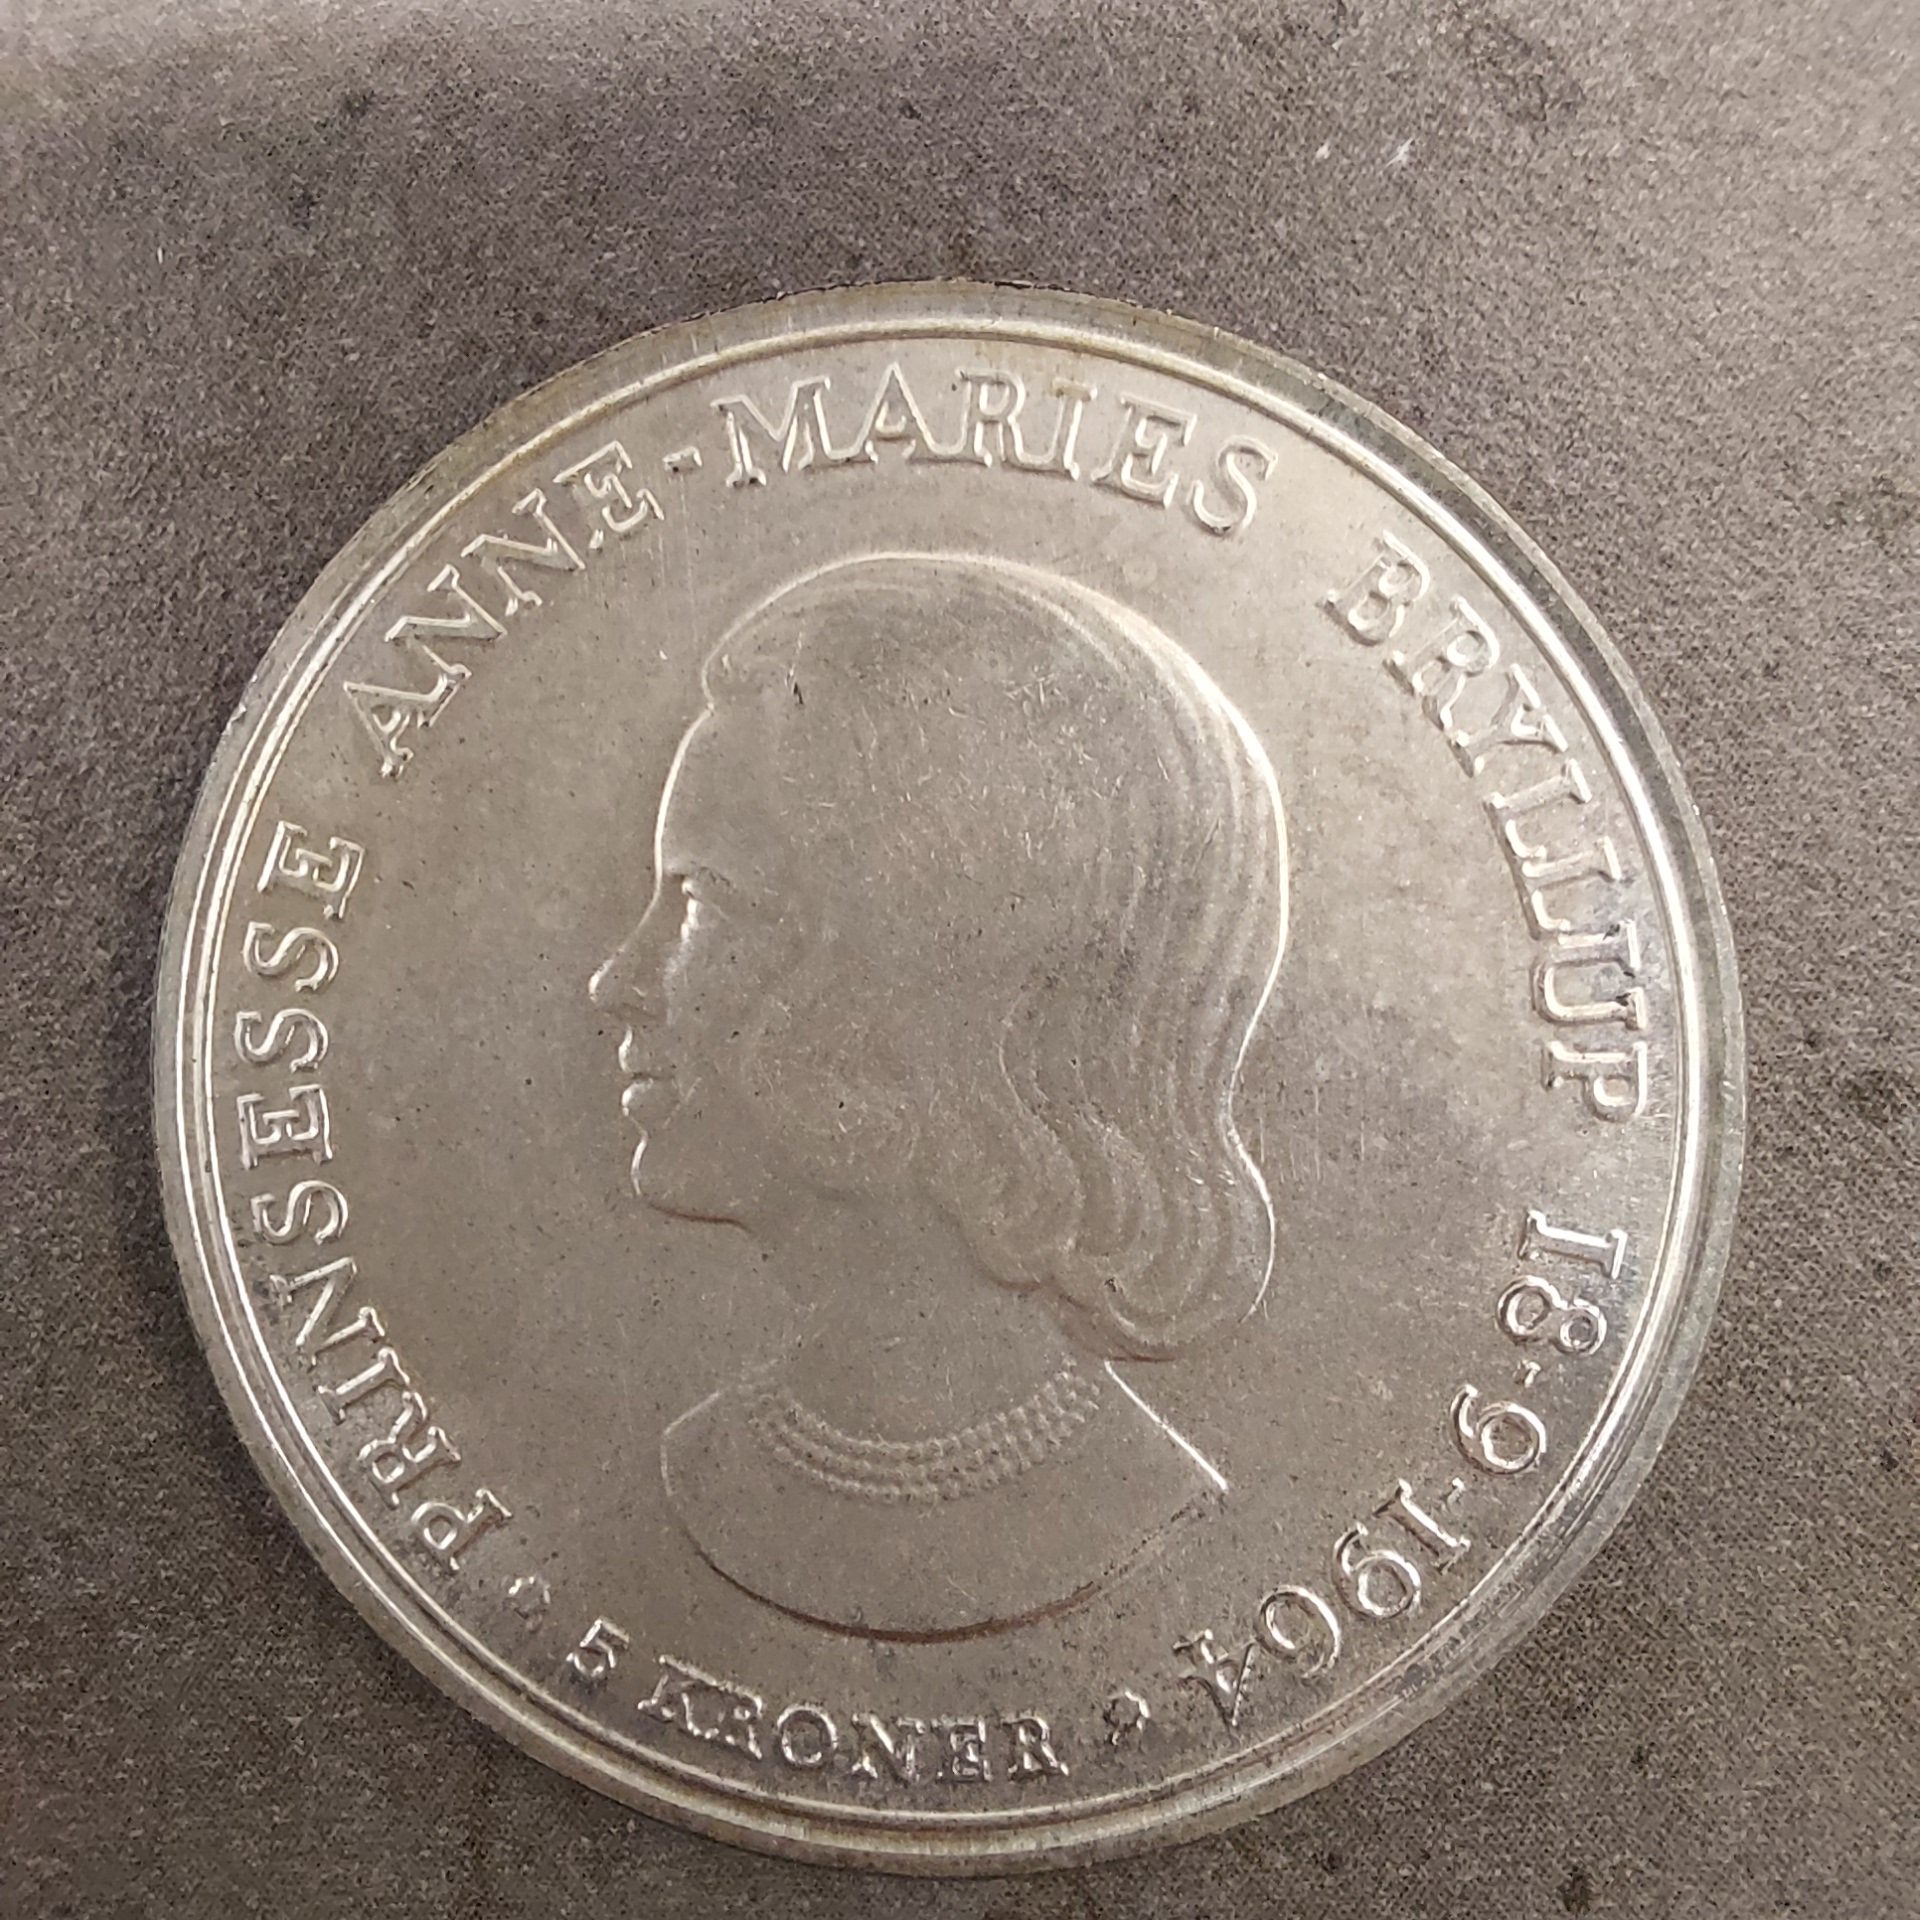 PRINSESSE ANNE-MARIES BRYLLUP 18·9·1964
5 KRONER